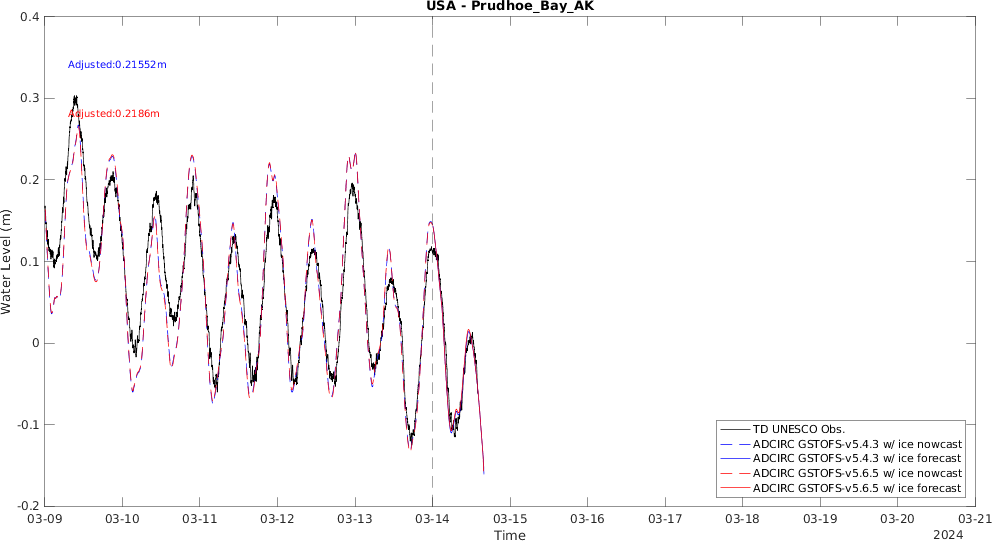 USA - Prudhoe_Bay_AK
0.4
Adjusted:0.21552m
0.3
Adjusted:0.2186m
0.2
0.1
0
-0.1
-0.2
Water Level (m)
TD UNESCO Obs.
ADCIRC GSTOFS-v5.4.3 w/ ice nowcast
ADCIRC GSTOFS-v5.4.3 w/ ice forecast
ADCIRC GSTOFS-v5.6.5 w/ ice nowcast
ADCIRC GSTOFS-v5.6.5 w/ ice forecast
03-09 03-10 03-11 03-12 03-13 03-14 03-15 03-16 03-17 03-18 03-19 03-20 03-21
Time
2024